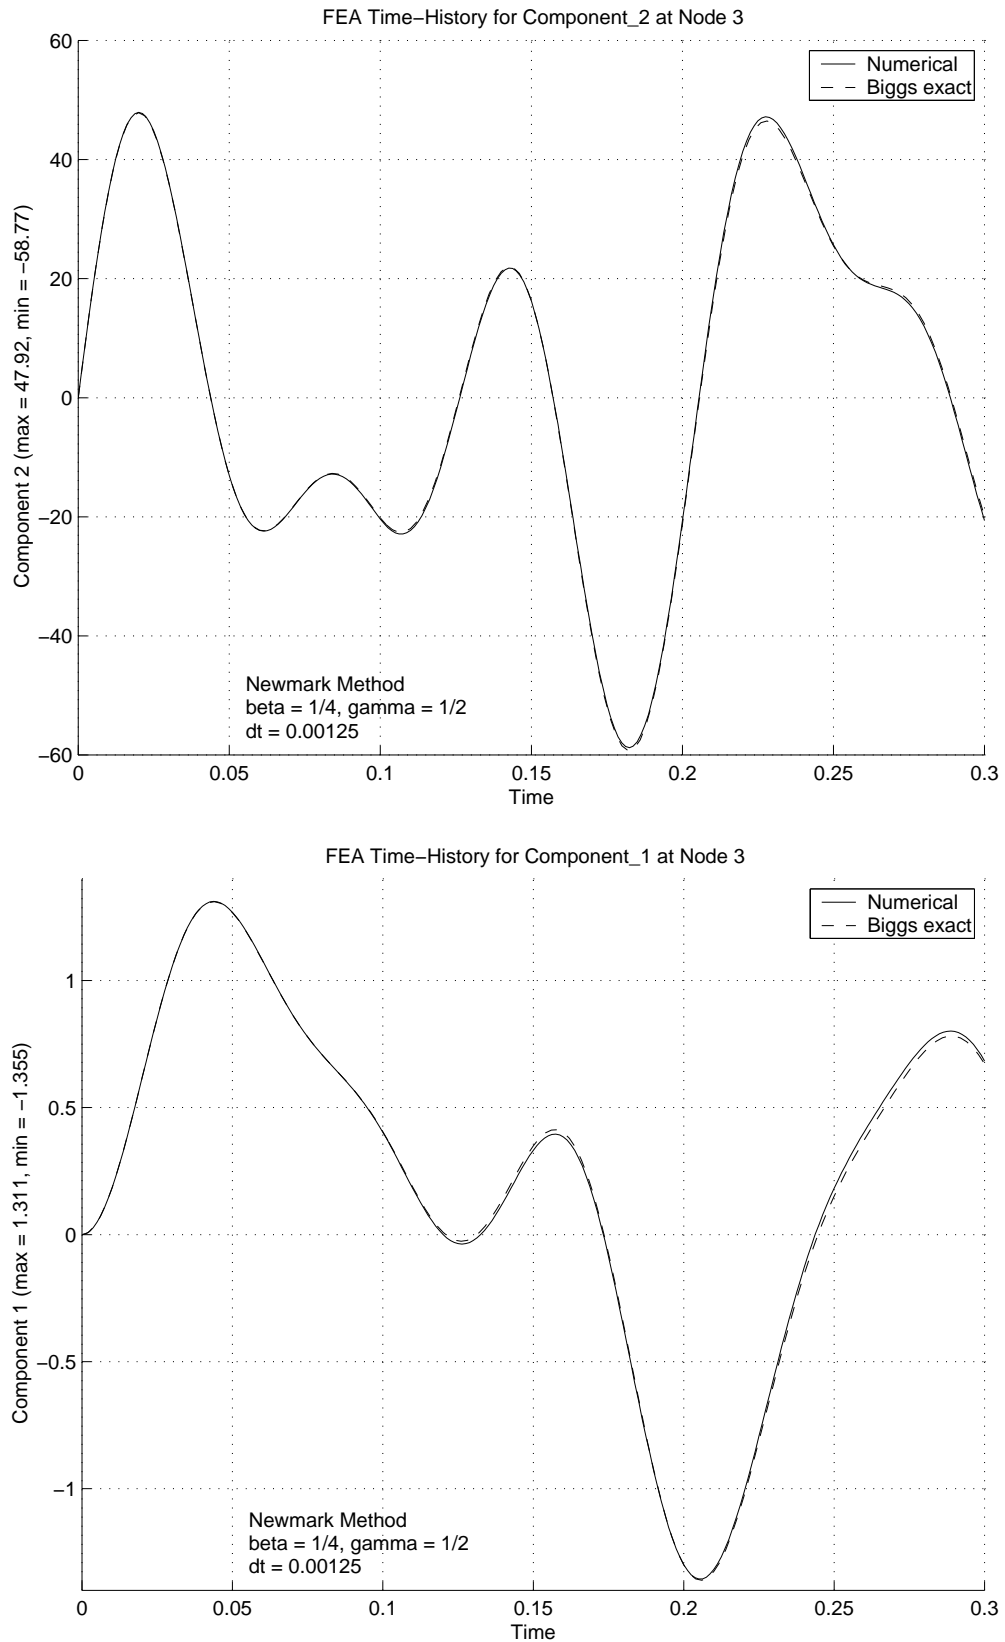 FEA Time−History for Component_2 at Node 3
60
40
20
0
−20
−40
−60
Component 2 (max = 47.92, min = −58.77)
Numerical
Biggs exact
Newmark Method
beta = 1/4, gamma = 1/2
dt = 0.00125
0 0.05 0.1 0.15 0.2 0.25 0.3
Time
FEA Time−History for Component_1 at Node 3
1
0.5
0
−0.5
−1
Component 1 (max = 1.311, min = −1.355)
Numerical
Biggs exact
Newmark Method
beta = 1/4, gamma = 1/2
dt = 0.00125
0 0.05 0.1 0.15 0.2 0.25 0.3
Time